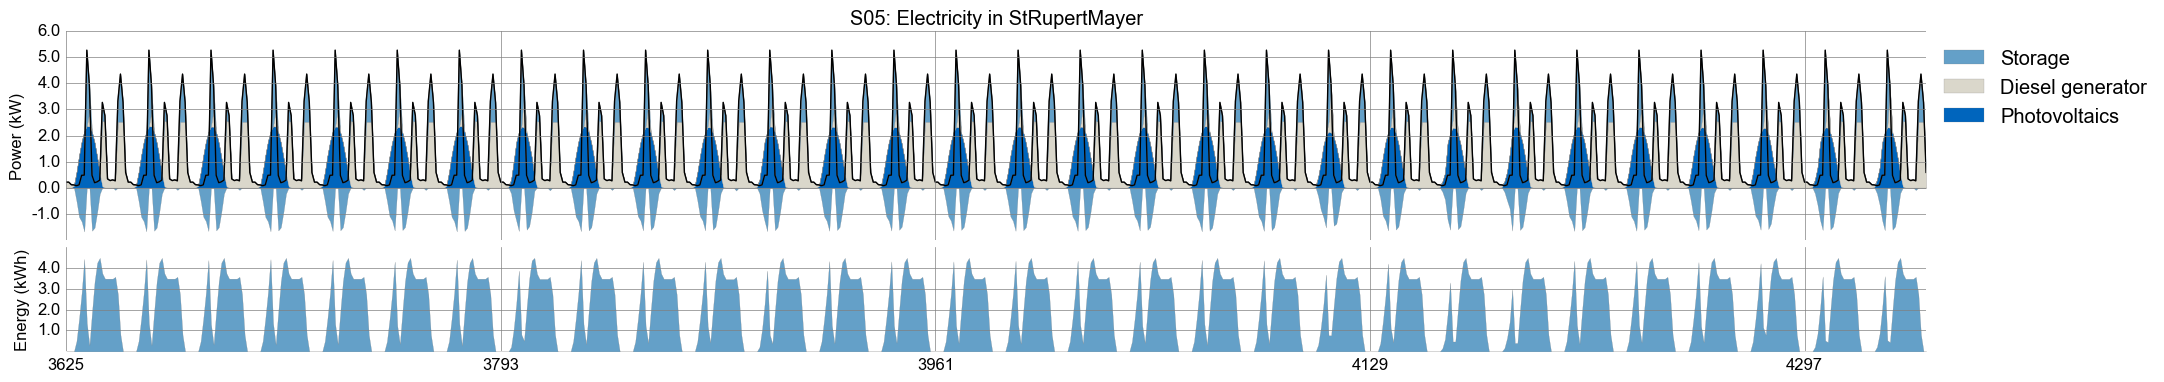 S05: Electricity in StRupertMayer
Power (kW)
6.0
5.0
4.0
3.0
2.0
1.0
0.0
-1.0
Storage
Diesel generator
Photovoltaics
Energy (kWh)
4.0
3.0
2.0
1.0
3625 3793 3961 4129 4297